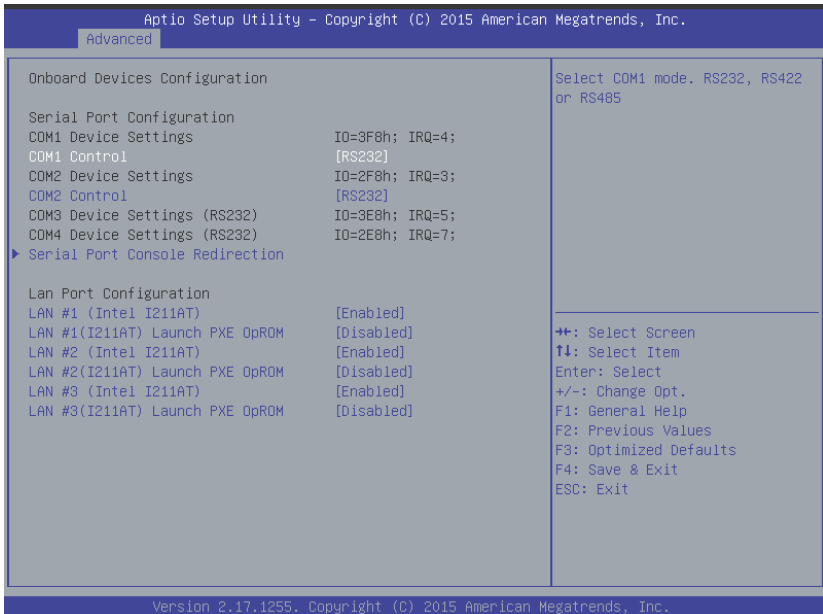 Aptio Setup Utility – Copyright (C) 2015 American Megatrends, Inc.
Advanced
Onboard Devices Configuration
Serial Port Configuration
COM1 Device Settings IO=3F8h; IRQ=4;
COM1 Control [RS232]
COM2 Device Settings IO=2F8h; IRQ=3;
COM2 Control [RS232]
COM3 Device Settings (RS232) IO=3E8h; IRQ=5;
COM4 Device Settings (RS232) IO=2E8h; IRQ=7;
Serial Port Console Redirection
Lan Port Configuration
LAN #1 (Intel I211AT) [Enabled]
LAN #1(I211AT) Launch PXE OpROM [Disabled]
LAN #2 (Intel I211AT) [Enabled]
LAN #2(I211AT) Launch PXE OpROM [Disabled]
LAN #3 (Intel I211AT) [Enabled]
LAN #3(I211AT) Launch PXE OpROM [Disabled]
Select COM1 mode. RS232, RS422
or RS485
→←: Select Screen
↑↓: Select Item
Enter: Select
+/-: Change Opt.
F1: General Help
F2: Previous Values
F3: Optimized Defaults
F4: Save & Exit
ESC: Exit
Version 2.17.1255. Copyright (C) 2015 American Megatrends, Inc.